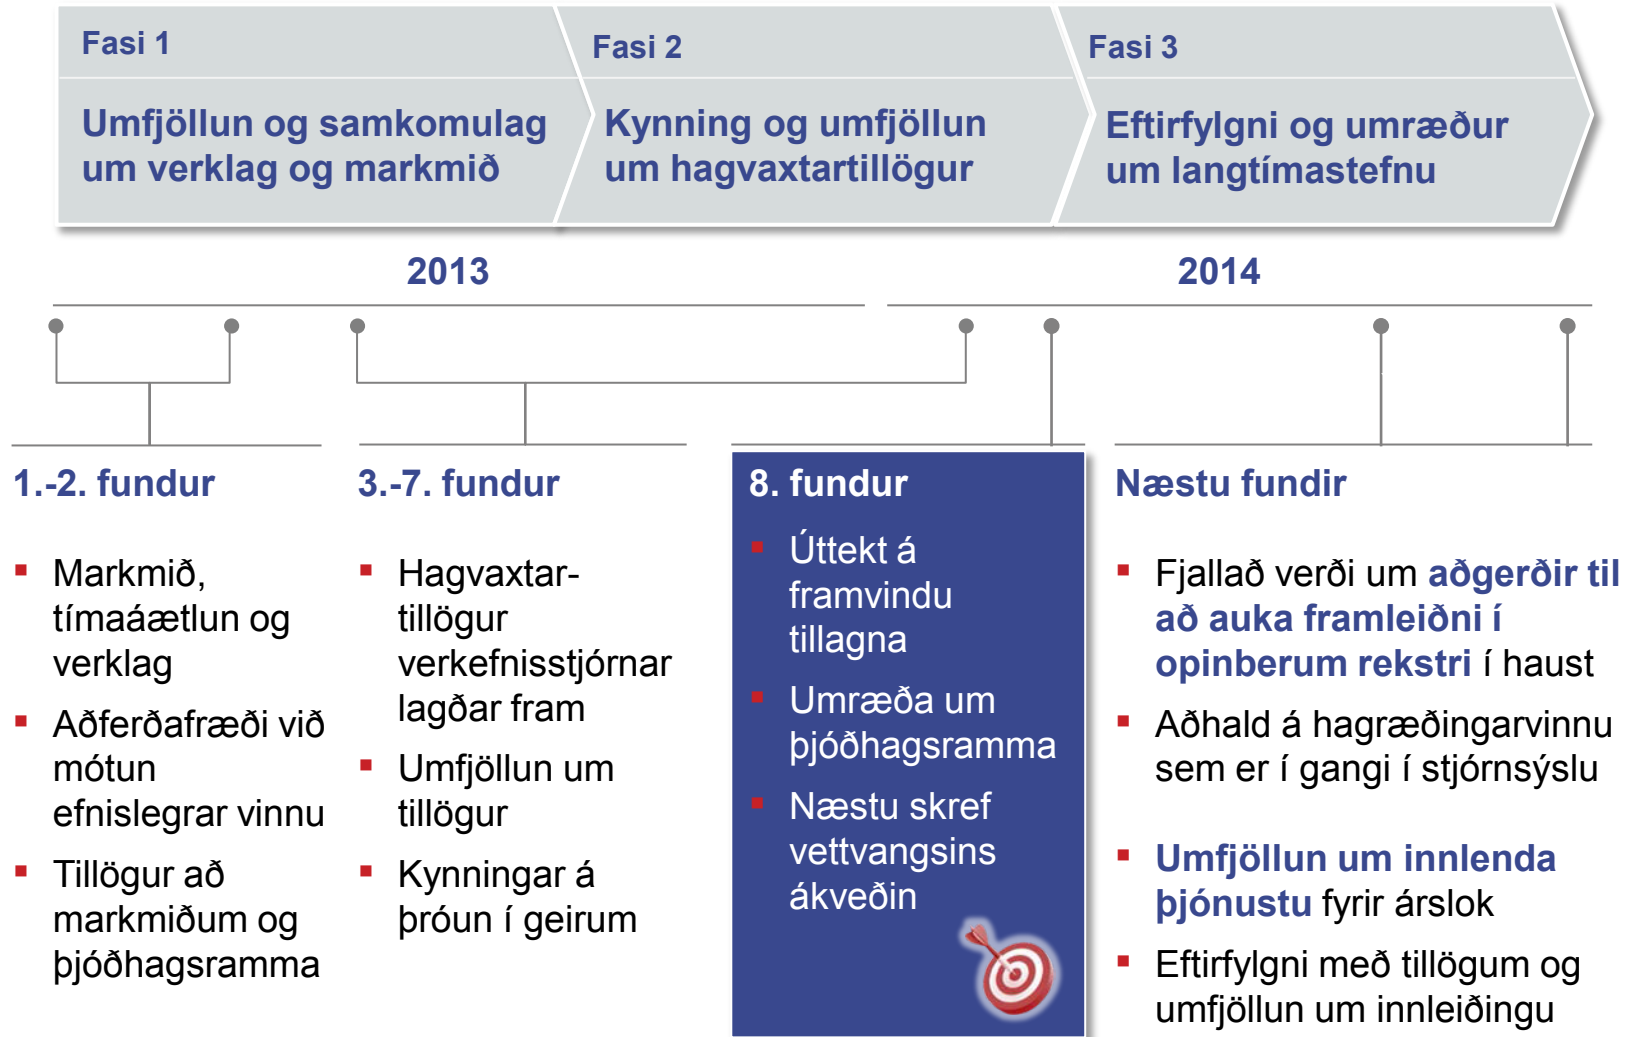 Fasi 1
Umfjöllun og samkomulag
um verklag og markmið
Fasi 2
Kynning og umfjöllun
um hagvaxtartillögur
Fasi 3
Eftirfylgni og umræður
um langtímastefnu
2013
2014
1.-2. fundur
Markmið,
tímaáætlun og
verklag
Aðferðafræði við
mótun
efnislegrar vinnu
Tillögur að
markmiðum og
þjóðhagsramma
3.-7. fundur
Hagvaxtar-
tillögur
verkefnisstjórnar
lagðar fram
Umfjöllun um
tillögur
Kynningar á
þróun í geirum
8. fundur
Úttekt á
framvindu
tillagna
Umræða um
þjóðhagsramma
Næstu skref
vettvangsins
ákveðin
Næstu fundir
Fjallað verði um aðgerðir til
að auka framleiðni í
opinberum rekstri í haust
Aðhald á hagræðingarvinnu
sem er í gangi í stjórnsýslu
Umfjöllun um innlenda
þjónustu fyrir árslok
Eftirfylgni með tillögum og
umfjöllun um innleiðingu